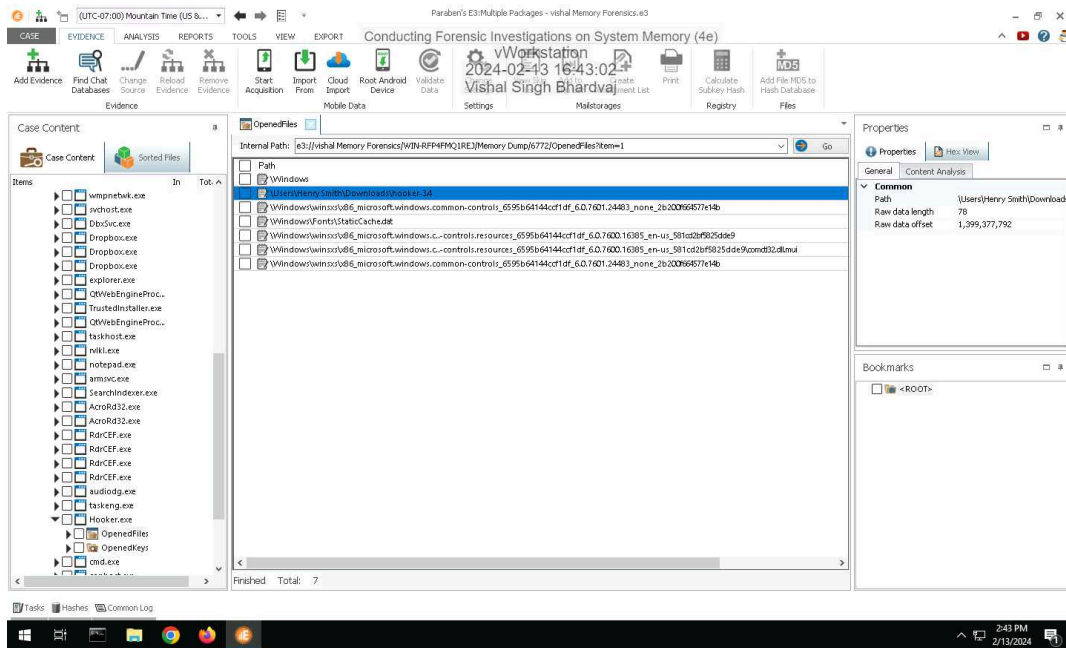 (UTC-07:00) Mountain Time (US &...
Paraben's E3:Multiple Packages - vishal Memory Forensics.e3
CASE EVIDENCE ANALYSIS REPORTS TOOLS VIEW EXPORT
Conducting Forensic Investigations on System Memory (4e)
vWorkstation
2024-02-13 16:43:02
Vishal Singh Bhardwaj
Add Evidence
Find Chat Databases
Change Source
Reload Evidence
Remove Evidence
Start Acquisition
Import From
Cloud Import
Root Android Device
Validate Data
Create
ment List
Print
Calculate Subkey Hash
MD5
Add File MD5 to Hash Database
Evidence
Mobile Data
Settings
Mailstorages
Registry
Files
Case Content
Case Content
Sorted Files
Items In Tot.
wmpnetwk.exe
svchost.exe
DbxSvc.exe
Dropbox.exe
Dropbox.exe
Dropbox.exe
explorer.exe
QtWebEngineProc...
TrustedInstaller.exe
QtWebEngineProc...
taskhost.exe
nvikl.exe
notepad.exe
armsvc.exe
SearchIndexer.exe
AcroRd32.exe
AcroRd32.exe
RdrCEF.exe
RdrCEF.exe
RdrCEF.exe
RdrCEF.exe
audiodg.exe
taskeng.exe
Hooker.exe
OpenedFiles
OpenedKeys
cmd.exe
OpenedFiles
Internal Path: e3://vishal Memory Forensics/WIN-RFP4FMQ1REJ/Memory Dump/6772/OpenedFiles?item=1
Go
Path
\Windows
\Users\Henry Smith\Downloads\hooker-34
\Windows\winsxs\x86_microsoft.windows.common-controls_6595b64144ccf1df_6.0.7601.24483_none_2b200f664577e14b
\Windows\Fonts\StaticCache.dat
\Windows\winsxs\x86_microsoft.windows.c..-controls.resources_6595b64144ccf1df_6.0.7600.16385_en-us_581cd2bf5825dde9
\Windows\winsxs\x86_microsoft.windows.c..-controls.resources_6595b64144ccf1df_6.0.7600.16385_en-us_581cd2bf5825dde9\comctl32.dll.mui
\Windows\winsxs\x86_microsoft.windows.common-controls_6595b64144ccf1df_6.0.7601.24483_none_2b200f664577e14b
Finished Total: 7
Properties
Properties
Hex View
General Content Analysis
Common
Path \Users\Henry Smith\Download
Raw data length 78
Raw data offset 1,399,377,792
Bookmarks
<ROOT>
Tasks Hashes Common Log
2:43 PM
2/13/2024